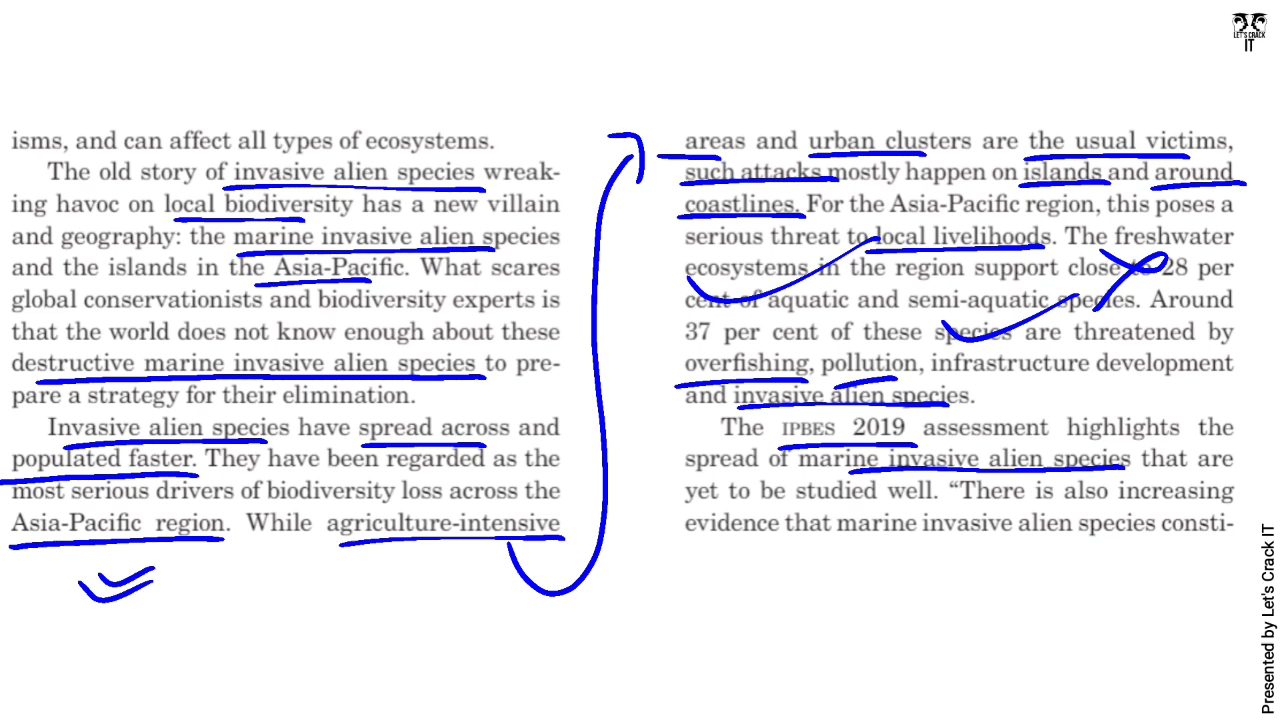 LET'S CRACK
IT
isms, and can affect all types of ecosystems.
The old story of invasive alien species wreak-
ing havoc on local biodiversity has a new villain
and geography: the marine invasive alien species
and the islands in the Asia-Pacific. What scares
global conservationists and biodiversity experts is
that the world does not know enough about these
destructive marine invasive alien species to pre-
pare a strategy for their elimination.
Invasive alien species have spread across and
populated faster. They have been regarded as the
most serious drivers of biodiversity loss across the
Asia-Pacific region. While agriculture-intensive
areas and urban clusters are the usual victims,
such attacks mostly happen on islands and around
coastlines. For the Asia-Pacific region, this poses a
serious threat to local livelihoods. The freshwater
ecosystems in the region support close to 28 per
cent of aquatic and semi-aquatic species. Around
37 per cent of these species are threatened by
overfishing, pollution, infrastructure development
and invasive alien species.
The IPBES 2019 assessment highlights the
spread of marine invasive alien species that are
yet to be studied well. “There is also increasing
evidence that marine invasive alien species consti-
Presented by Let's Crack IT